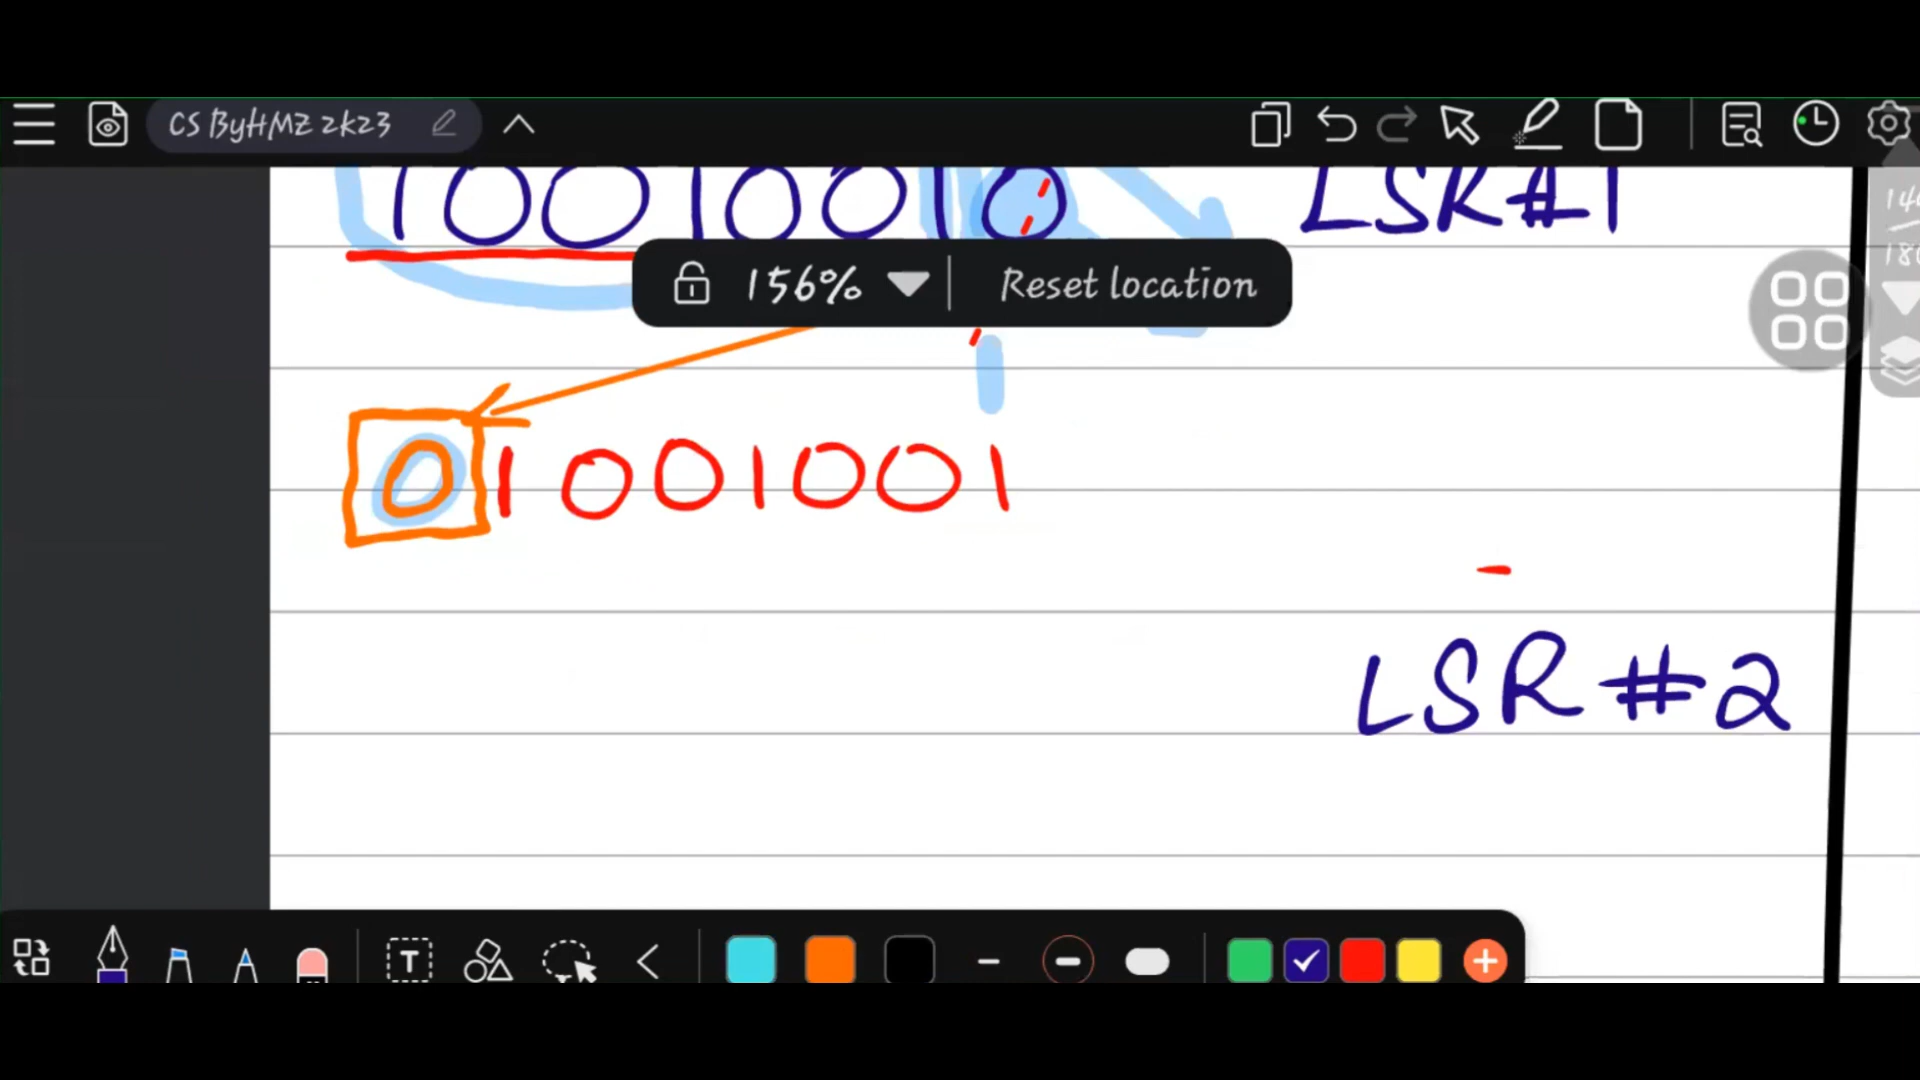 CS ByHMZ 2k23
10010010 LSR#1
156% Reset location
01001001
LSR #2
T